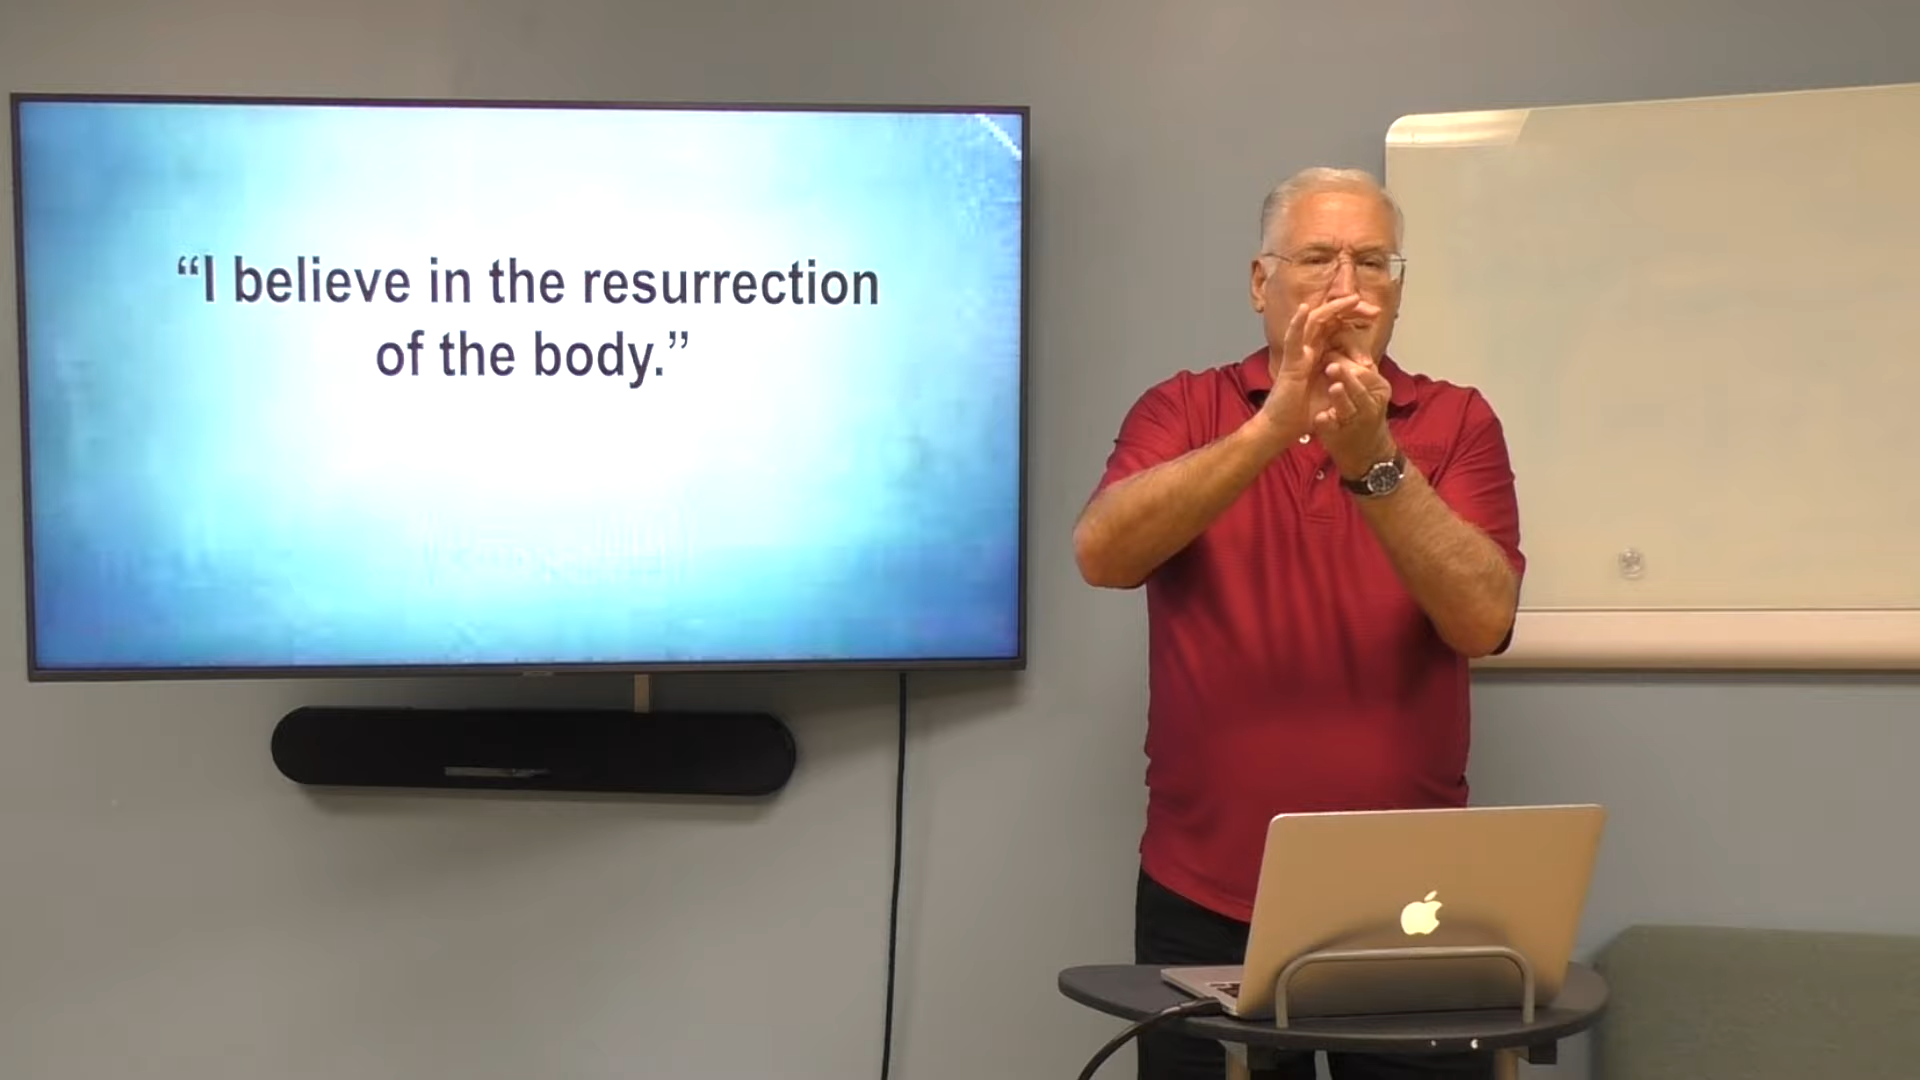 “I believe in the resurrection
of the body.”